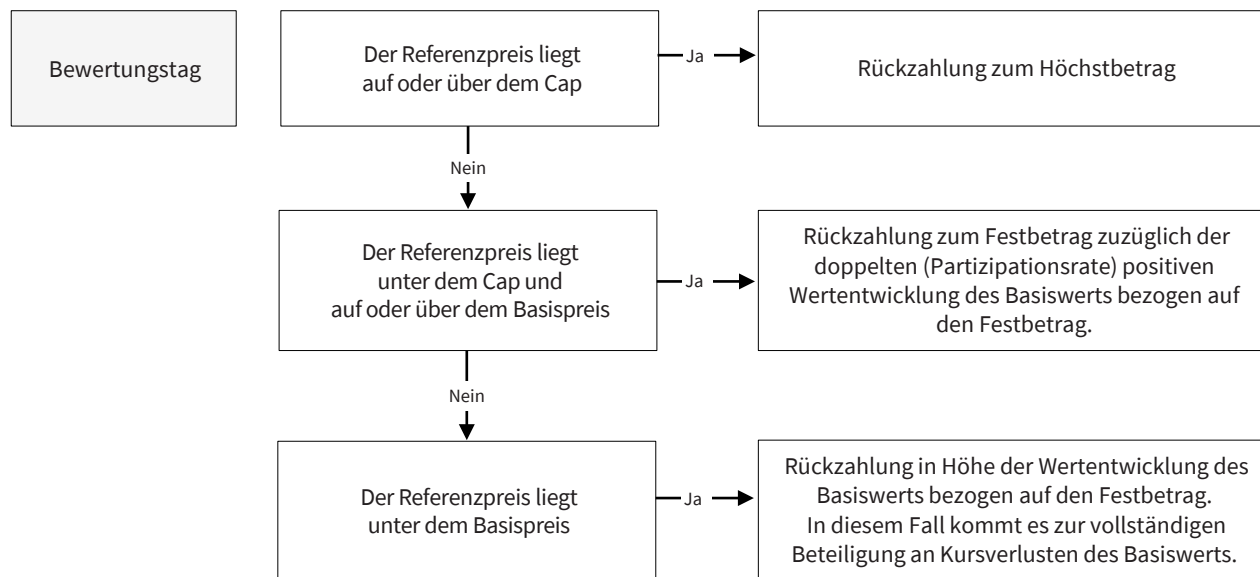 Bewertungstag
Der Referenzpreis liegt
auf oder über dem Cap
Ja
Rückzahlung zum Höchstbetrag
Nein
Der Referenzpreis liegt
unter dem Cap und
auf oder über dem Basispreis
Ja
Rückzahlung zum Festbetrag zuzüglich der
doppelten (Partizipationsrate) positiven
Wertentwicklung des Basiswerts bezogen auf
den Festbetrag.
Nein
Der Referenzpreis liegt
unter dem Basispreis
Ja
Rückzahlung in Höhe der Wertentwicklung des
Basiswerts bezogen auf den Festbetrag.
In diesem Fall kommt es zur vollständigen
Beteiligung an Kursverlusten des Basiswerts.